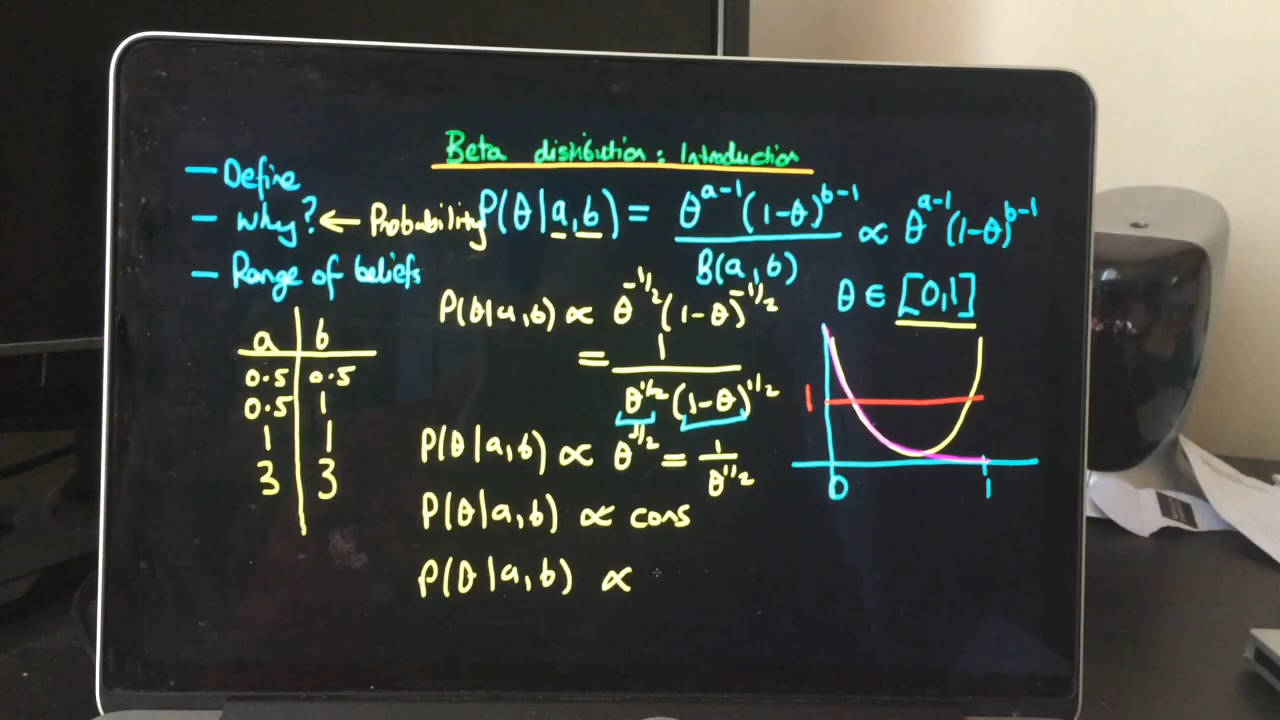 Beta distribution: Introduction
— Define
— Why? ← Probability
— Range of beliefs
P(θ|a,b) = θ^{a-1}(1-θ)^{b-1} / B(a,b) ∝ θ^{a-1}(1-θ)^{b-1}
θ ∈ [0,1]
a b
0.5 0.5
0.5 1
1 1
3 3
P(θ|a,b) ∝ θ^{-1/2}(1-θ)^{-1/2}
= 1 / θ^{1/2}(1-θ)^{1/2}
P(θ|a,b) ∝ θ^{-1/2} = 1 / θ^{1/2}
P(θ|a,b) ∝ cons
P(θ|a,b) ∝
1
0 1